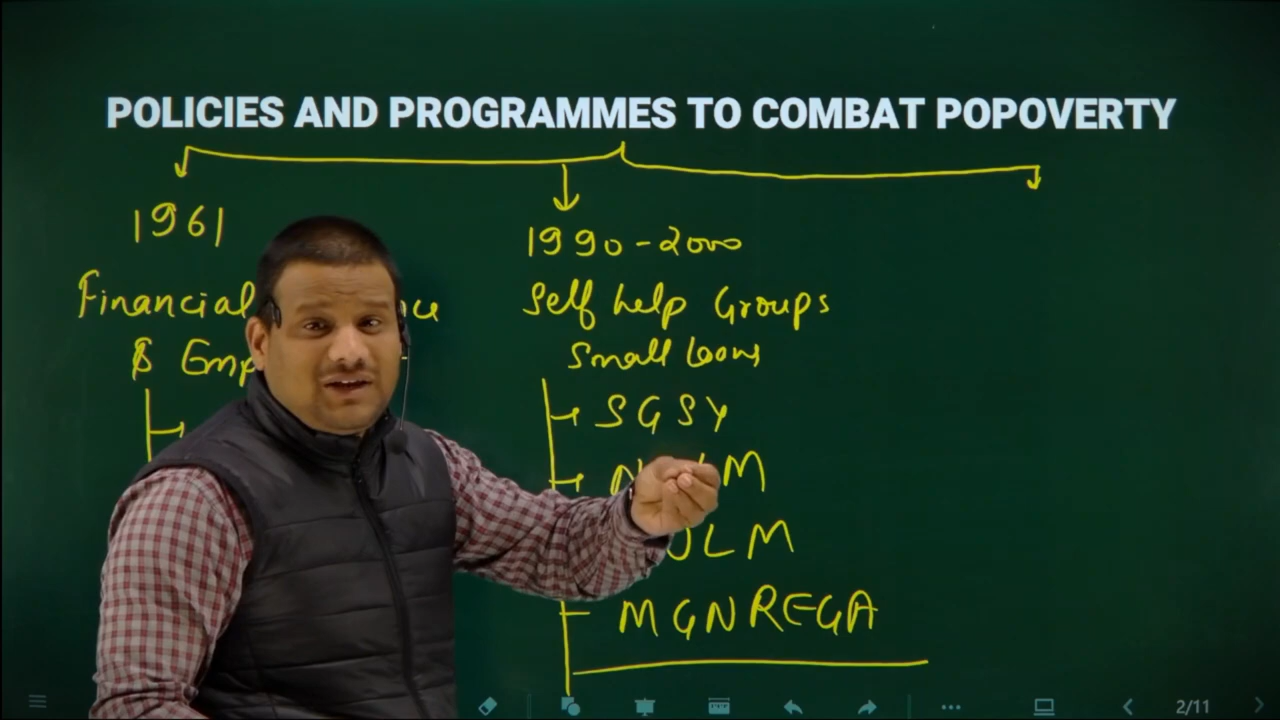 POLICIES AND PROGRAMMES TO COMBAT POPOVERTY
1961
Financial
& Emp
1990-2000
Self help Groups
Small loans
SGSY
MGNREGA
2/11